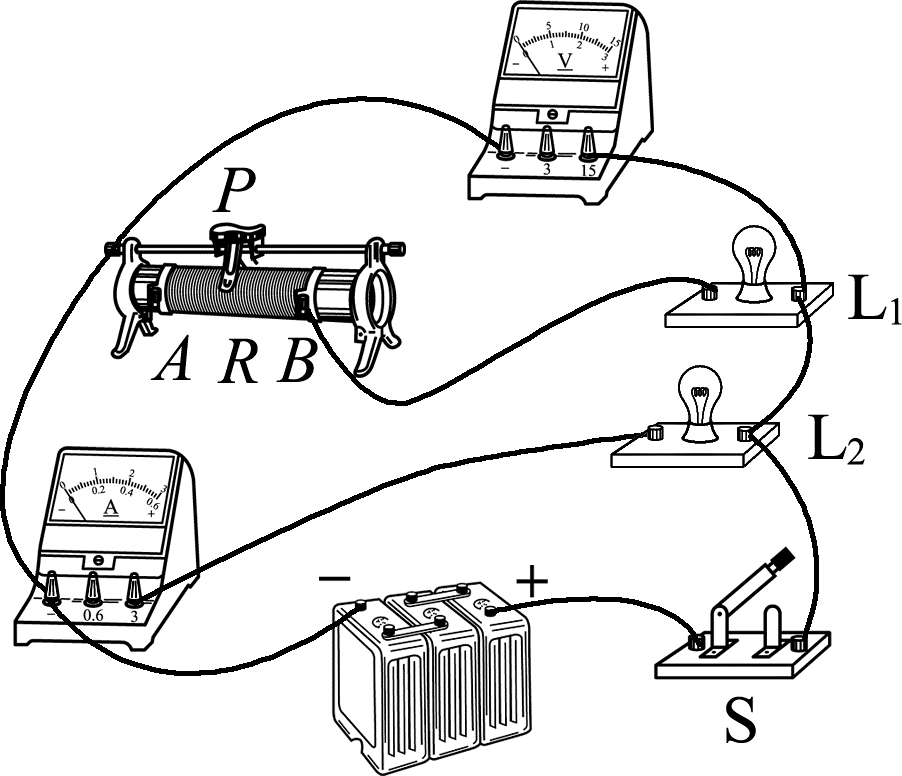 5 10
0 15
1 2 3
- V +
- 3 15
P
L₁
A R B
L₂
1 2
0 3
0.2 0.4 0.6
- A +
- 0.6 3
- +
S